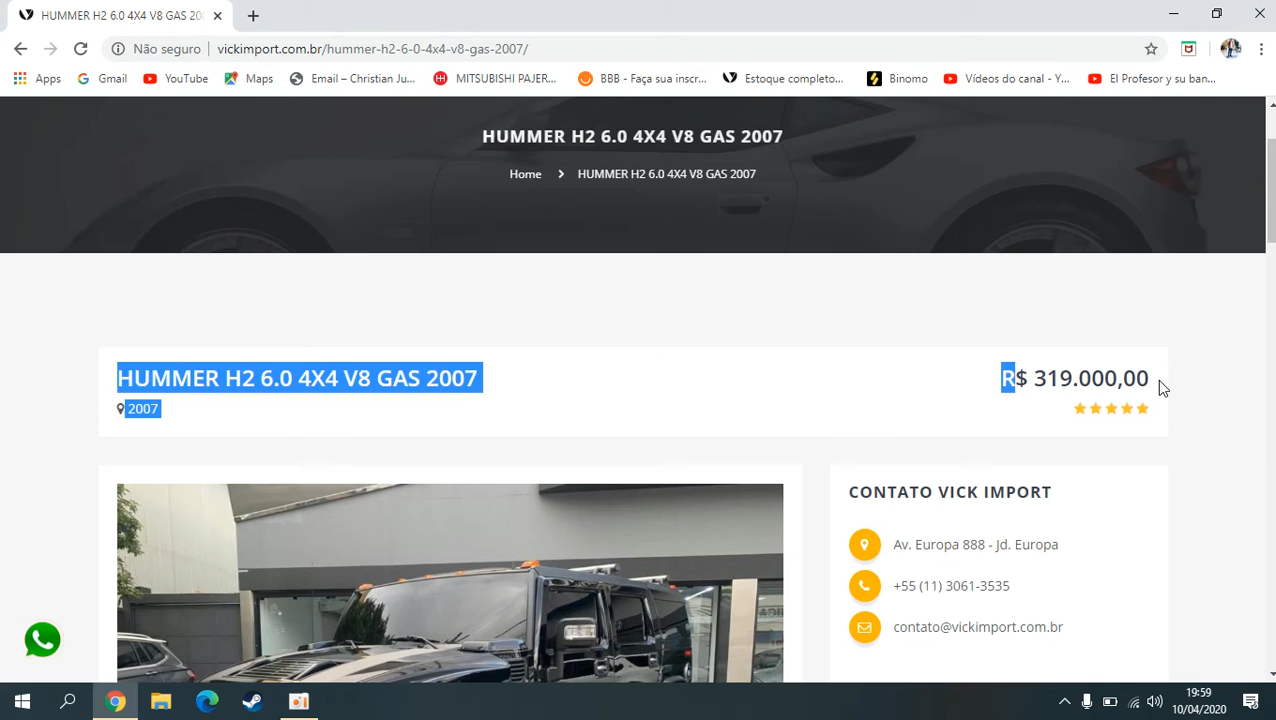 HUMMER H2 6.0 4X4 V8 GAS 200
Não seguro
vickimport.com.br/hummer-h2-6-0-4x4-v8-gas-2007/
Apps
Gmail
YouTube
Maps
Email – Christian Ju...
MITSUBISHI PAJER...
BBB - Faça sua inscr...
Estoque completo...
Binomo
Vídeos do canal - Y...
El Profesor y su ban...
HUMMER H2 6.0 4X4 V8 GAS 2007
Home > HUMMER H2 6.0 4X4 V8 GAS 2007
HUMMER H2 6.0 4X4 V8 GAS 2007
R$ 319.000,00
2007
CONTATO VICK IMPORT
Av. Europa 888 - Jd. Europa
+55 (11) 3061-3535
contato@vickimport.com.br
19:59
10/04/2020